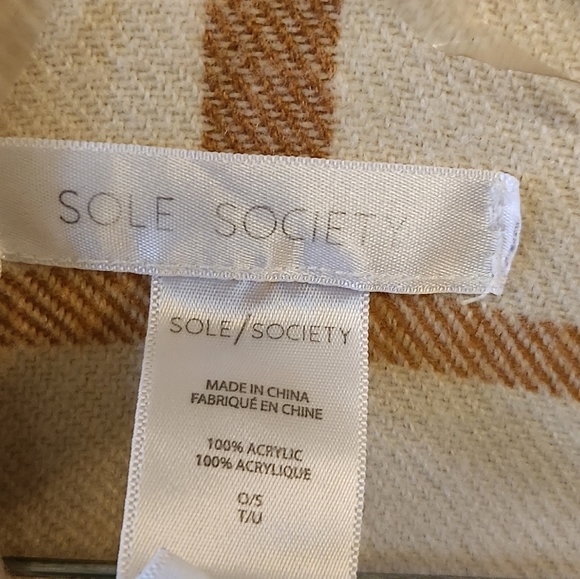 SOLE SOCIETY
SOLE/SOCIETY
MADE IN CHINA
FABRIQUÉ EN CHINE
100% ACRYLIC
100% ACRYLIQUE
O/S
T/U